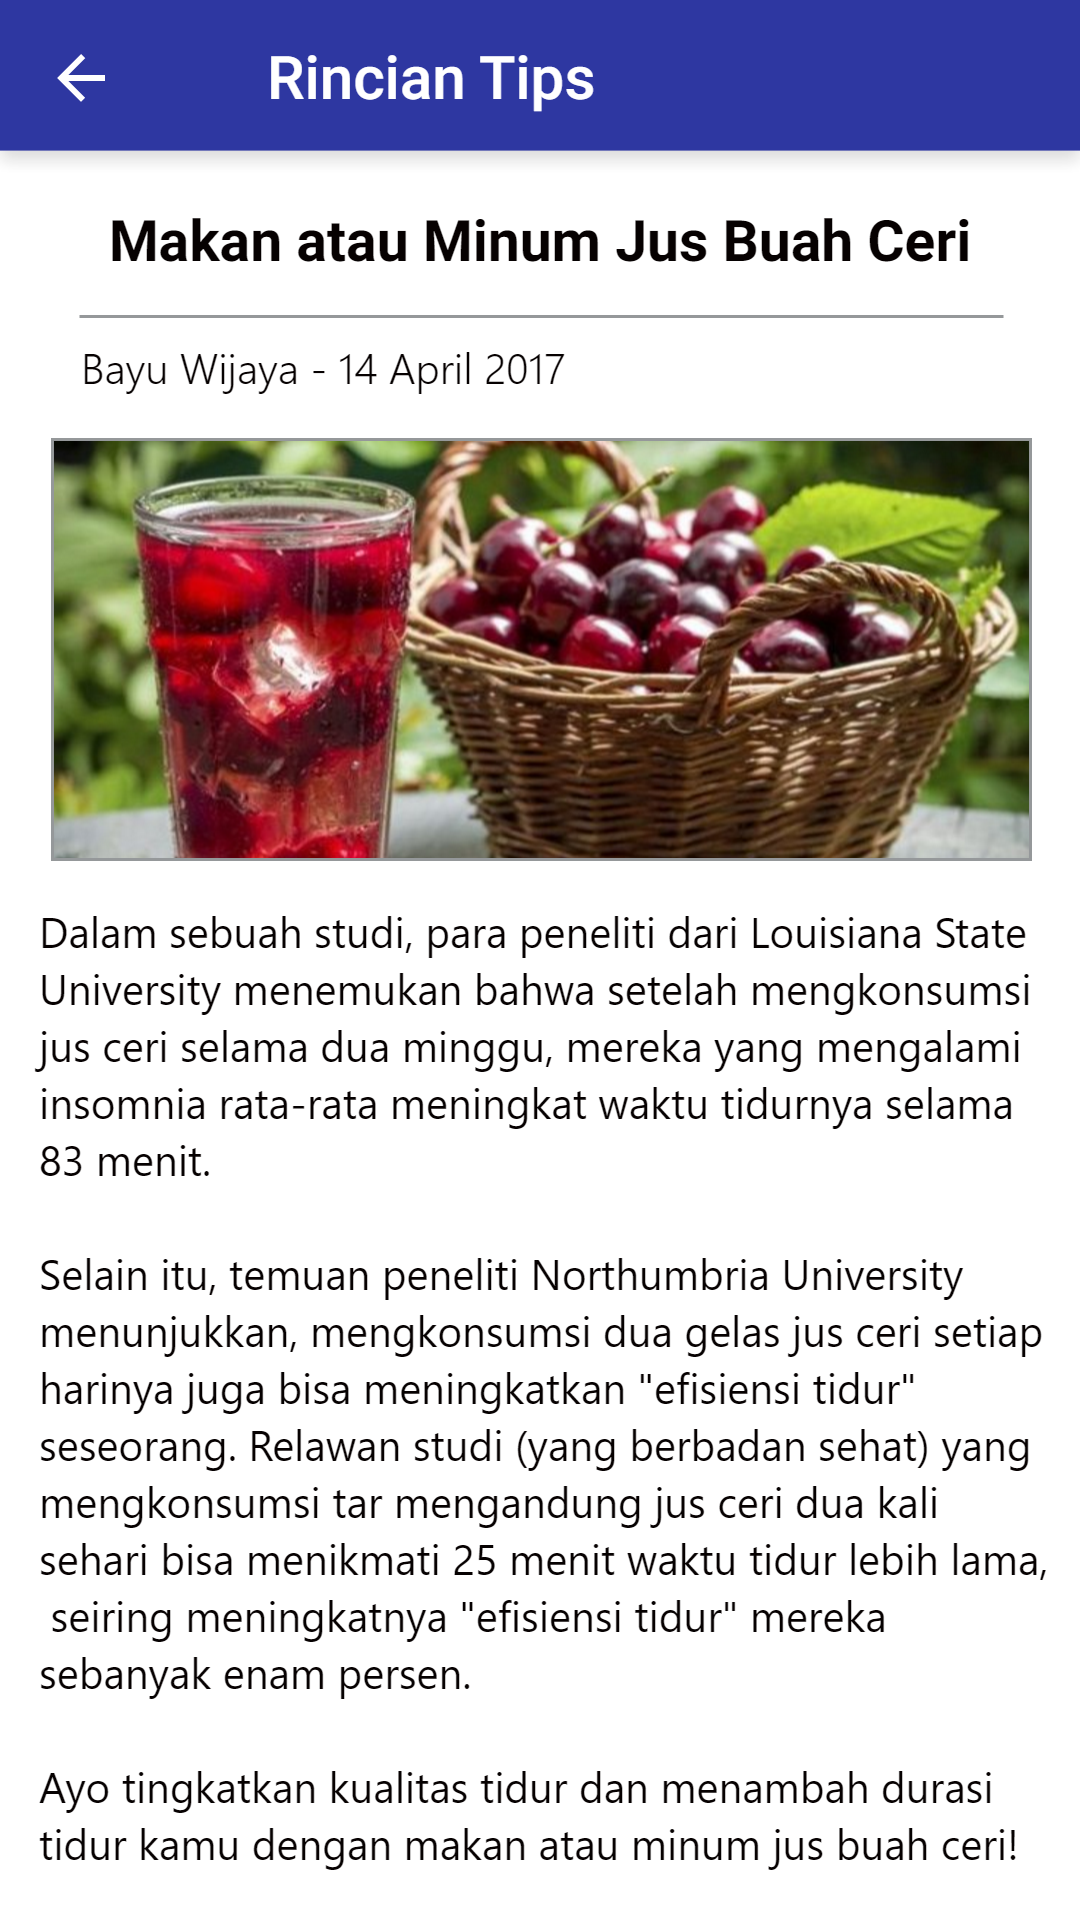 Rincian Tips
Makan atau Minum Jus Buah Ceri
Bayu Wijaya - 14 April 2017
Dalam sebuah studi, para peneliti dari Louisiana State
University menemukan bahwa setelah mengkonsumsi
jus ceri selama dua minggu, mereka yang mengalami
insomnia rata-rata meningkat waktu tidurnya selama
83 menit.
Selain itu, temuan peneliti Northumbria University
menunjukkan, mengkonsumsi dua gelas jus ceri setiap
harinya juga bisa meningkatkan "efisiensi tidur"
seseorang. Relawan studi (yang berbadan sehat) yang
mengkonsumsi tar mengandung jus ceri dua kali
sehari bisa menikmati 25 menit waktu tidur lebih lama,
seiring meningkatnya "efisiensi tidur" mereka
sebanyak enam persen.
Ayo tingkatkan kualitas tidur dan menambah durasi
tidur kamu dengan makan atau minum jus buah ceri!